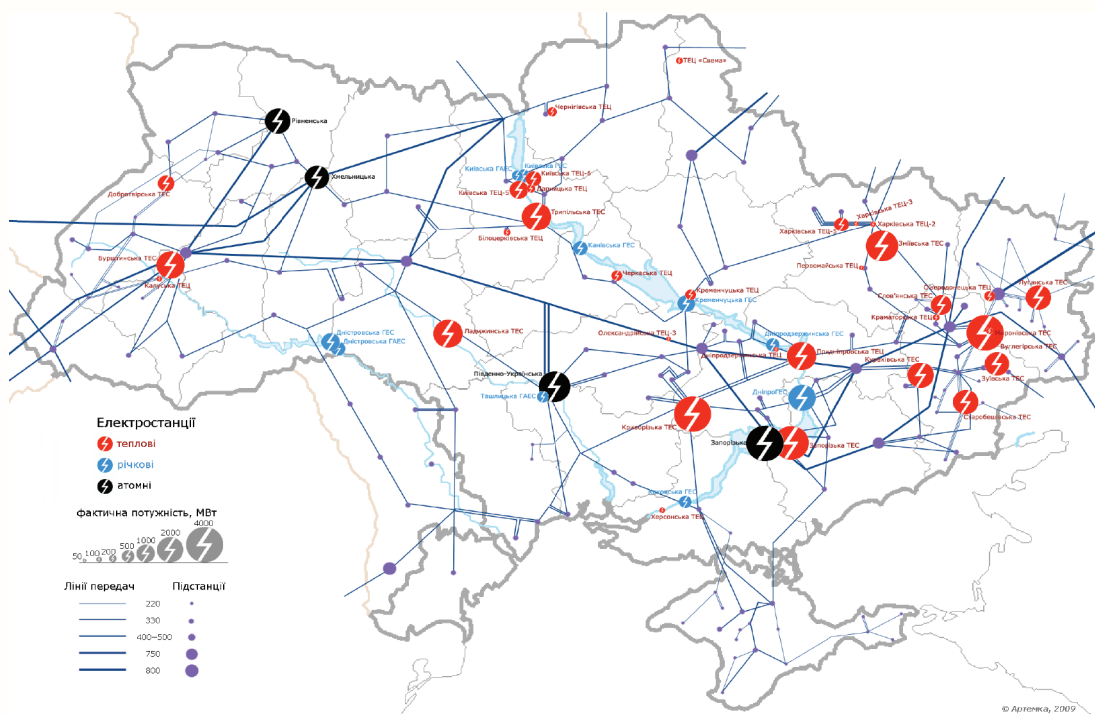 ТЕЦ «Свема»
Чернігівська ТЕЦ
Рівненська
Хмельницька
Добротвірська ТЕС
Київська ГАЕС
Київська ГЕС
Київська ТЕЦ-6
Київська ТЕЦ-5
Дарницька ТЕЦ
Трипільська ТЕС
Білоцерківська ТЕЦ
Канівська ГЕС
Харківська ТЕЦ-3
Харківська ТЕЦ-2
Зміївська ТЕС
Первомайська ТЕЦ
Бурштинська ТЕС
Калуська ТЕЦ
Черкаська ТЕЦ
Кременчуцька ТЕЦ
Кременчуцька ГЕС
Сєвєродонецька ТЕЦ
Луганська ТЕС
Слов'янська ТЕС
Краматорська ТЕЦ
Миронівська ТЕС
Вуглегірська ТЕС
Дністровська ГЕС
Дністровська ГАЕС
Ладижинська ТЕС
Олександрійська ТЕЦ-3
Дніпродзержинська ГЕС
Дніпродзержинська ТЕЦ
Придніпровська ТЕЦ
Курахівська ТЕС
Зуївська ТЕС
Південно-Українська
Ташлицька ГАЕС
ДніпроГЕС
Старобешівська ТЕС
Криворізька ТЕС
Запорізька
Запорізька ТЕС
Каховська ГЕС
Херсонська ТЕЦ
Електростанції
теплові
річкові
атомні
фактична потужність, МВт
50 100 200 500 1000 2000 4000
Лінії передач Підстанції
220
330
400–500
750
800
© Артемка, 2009